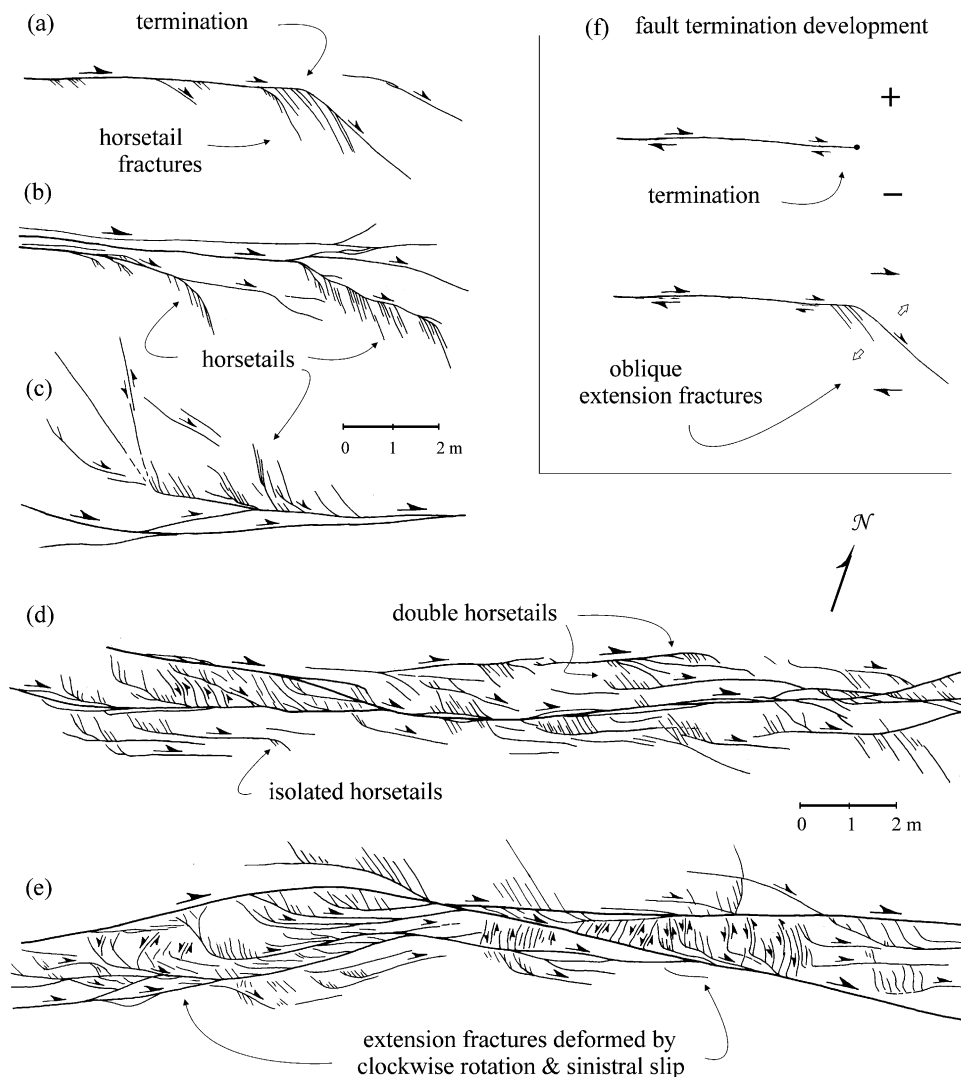 (a)
termination
horsetail
fractures
(b)
horsetails
(c)
0 2 m
(f) fault termination development
+
termination
−
oblique
extension fractures
N
(d)
double horsetails
isolated horsetails
0 1 2 m
(e)
extension fractures deformed by
clockwise rotation & sinistral slip